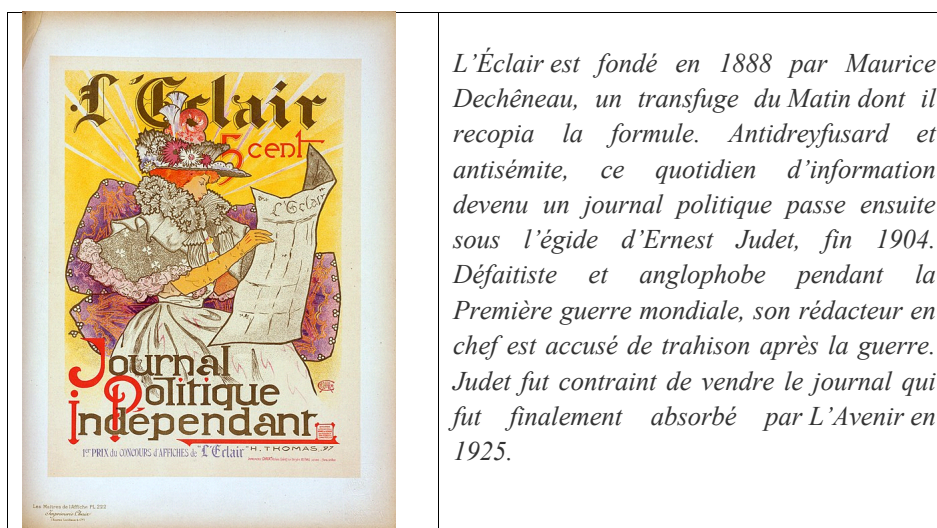 L'Éclair
5 cent
L'Éclair
Journal
Politique
Indépendant
1er PRIX du CONCOURS d'AFFICHES de "L'Éclair" H. THOMAS. 97
Les Maîtres de l'Affiche PL.220
Imprimerie Chaix
L'Éclair est fondé en 1888 par Maurice
Dechêneau, un transfuge du Matin dont il
recopia la formule. Antidreyfusard et
antisémite, ce quotidien d'information
devenu un journal politique passe ensuite
sous l'égide d'Ernest Judet, fin 1904.
Défaitiste et anglophobe pendant la
Première guerre mondiale, son rédacteur en
chef est accusé de trahison après la guerre.
Judet fut contraint de vendre le journal qui
fut finalement absorbé par L'Avenir en
1925.